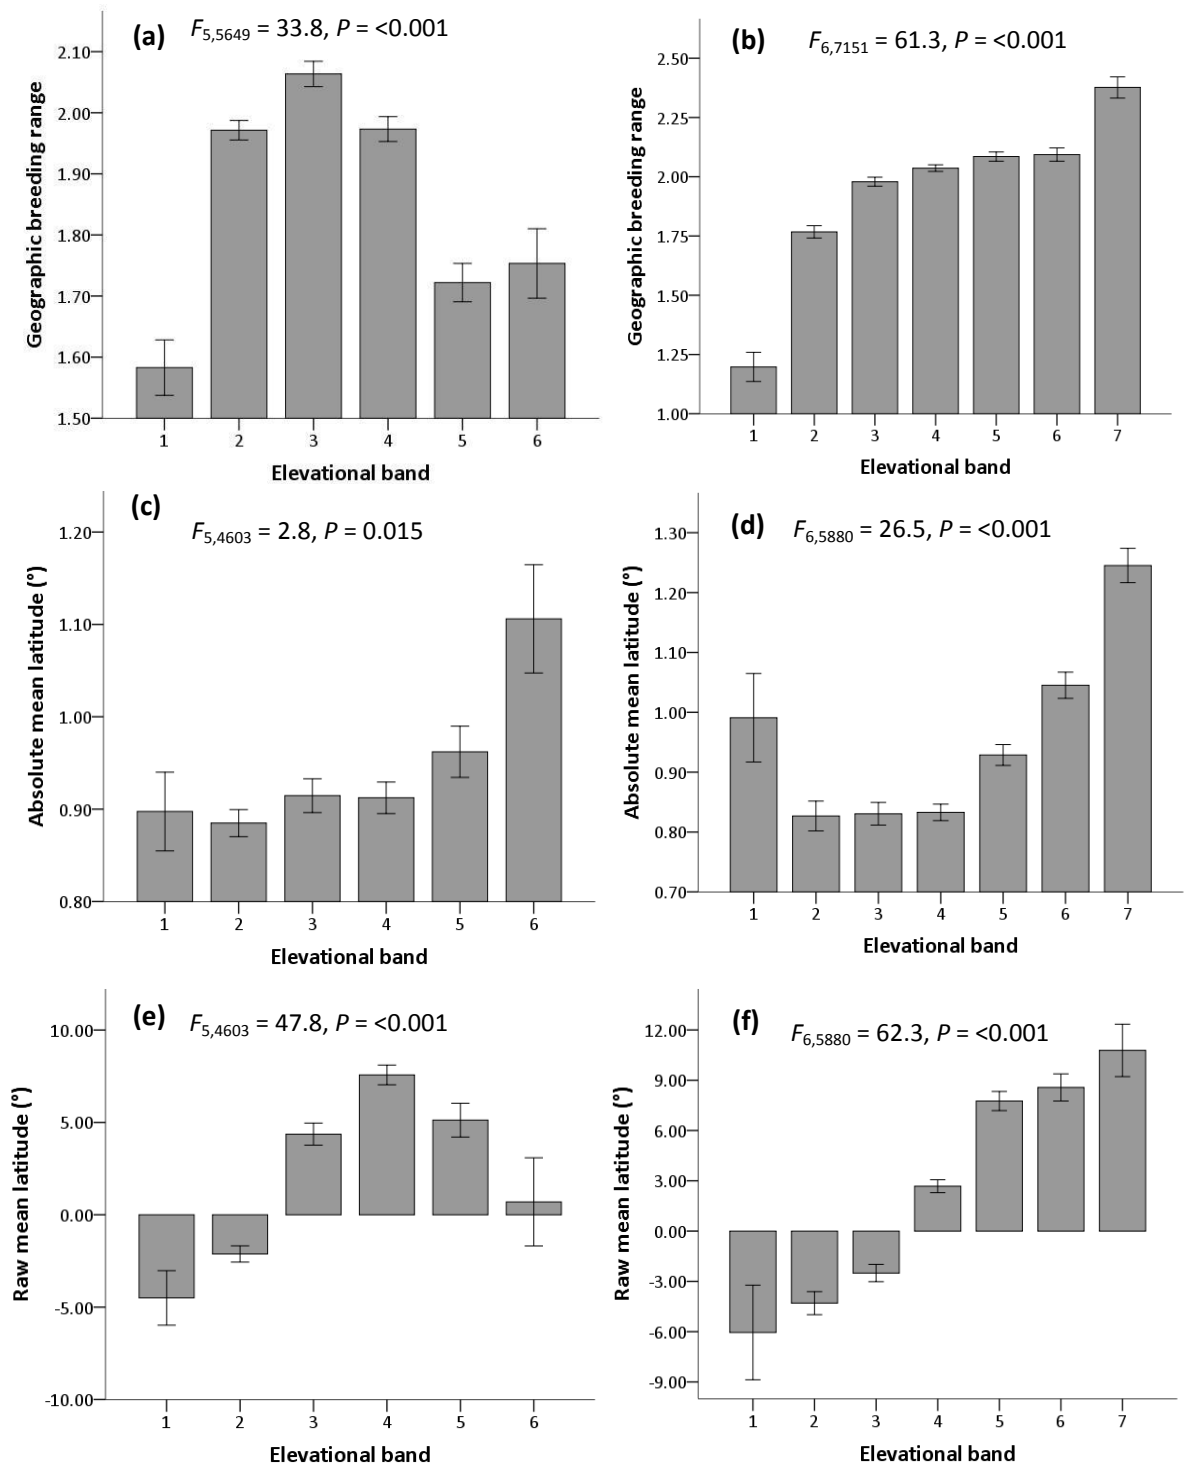 (a) F5,5649 = 33.8, P = <0.001
Geographic breeding range
2.10
2.00
1.90
1.80
1.70
1.60
1.50
1 2 3 4 5 6
Elevational band
(b) F6,7151 = 61.3, P = <0.001
Geographic breeding range
2.50
2.25
2.00
1.75
1.50
1.25
1.00
1 2 3 4 5 6 7
Elevational band
(c) F5,4603 = 2.8, P = 0.015
Absolute mean latitude (°)
1.20
1.10
1.00
0.90
0.80
1 2 3 4 5 6
Elevational band
(d) F6,5880 = 26.5, P = <0.001
Absolute mean latitude (°)
1.30
1.20
1.10
1.00
0.90
0.80
0.70
1 2 3 4 5 6 7
Elevational band
(e) F5,4603 = 47.8, P = <0.001
Raw mean latitude (°)
10.00
5.00
0.00
-5.00
-10.00
1 2 3 4 5 6
Elevational band
(f) F6,5880 = 62.3, P = <0.001
Raw mean latitude (°)
12.00
9.00
6.00
3.00
0.00
-3.00
-6.00
-9.00
1 2 3 4 5 6 7
Elevational band